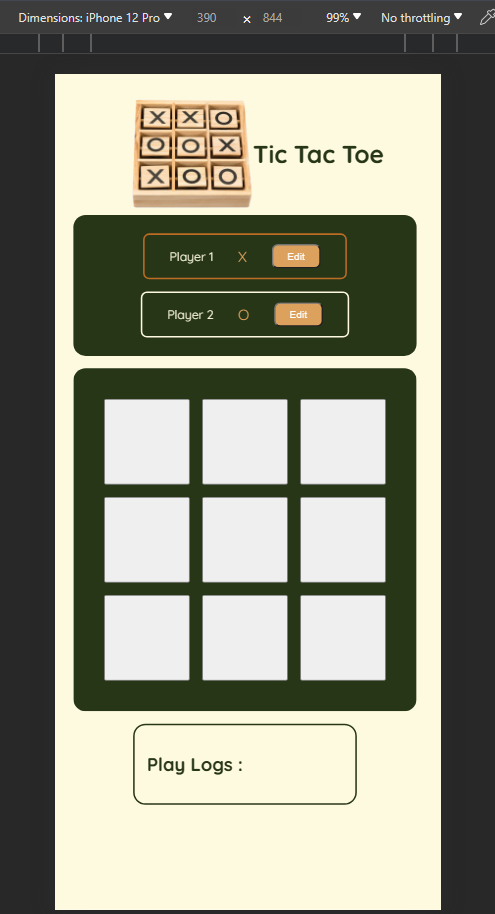 Dimensions: iPhone 12 Pro 390 × 844 99% No throttling
X X O
O O X
X O O
Tic Tac Toe
Player 1 X Edit
Player 2 O Edit
Play Logs :